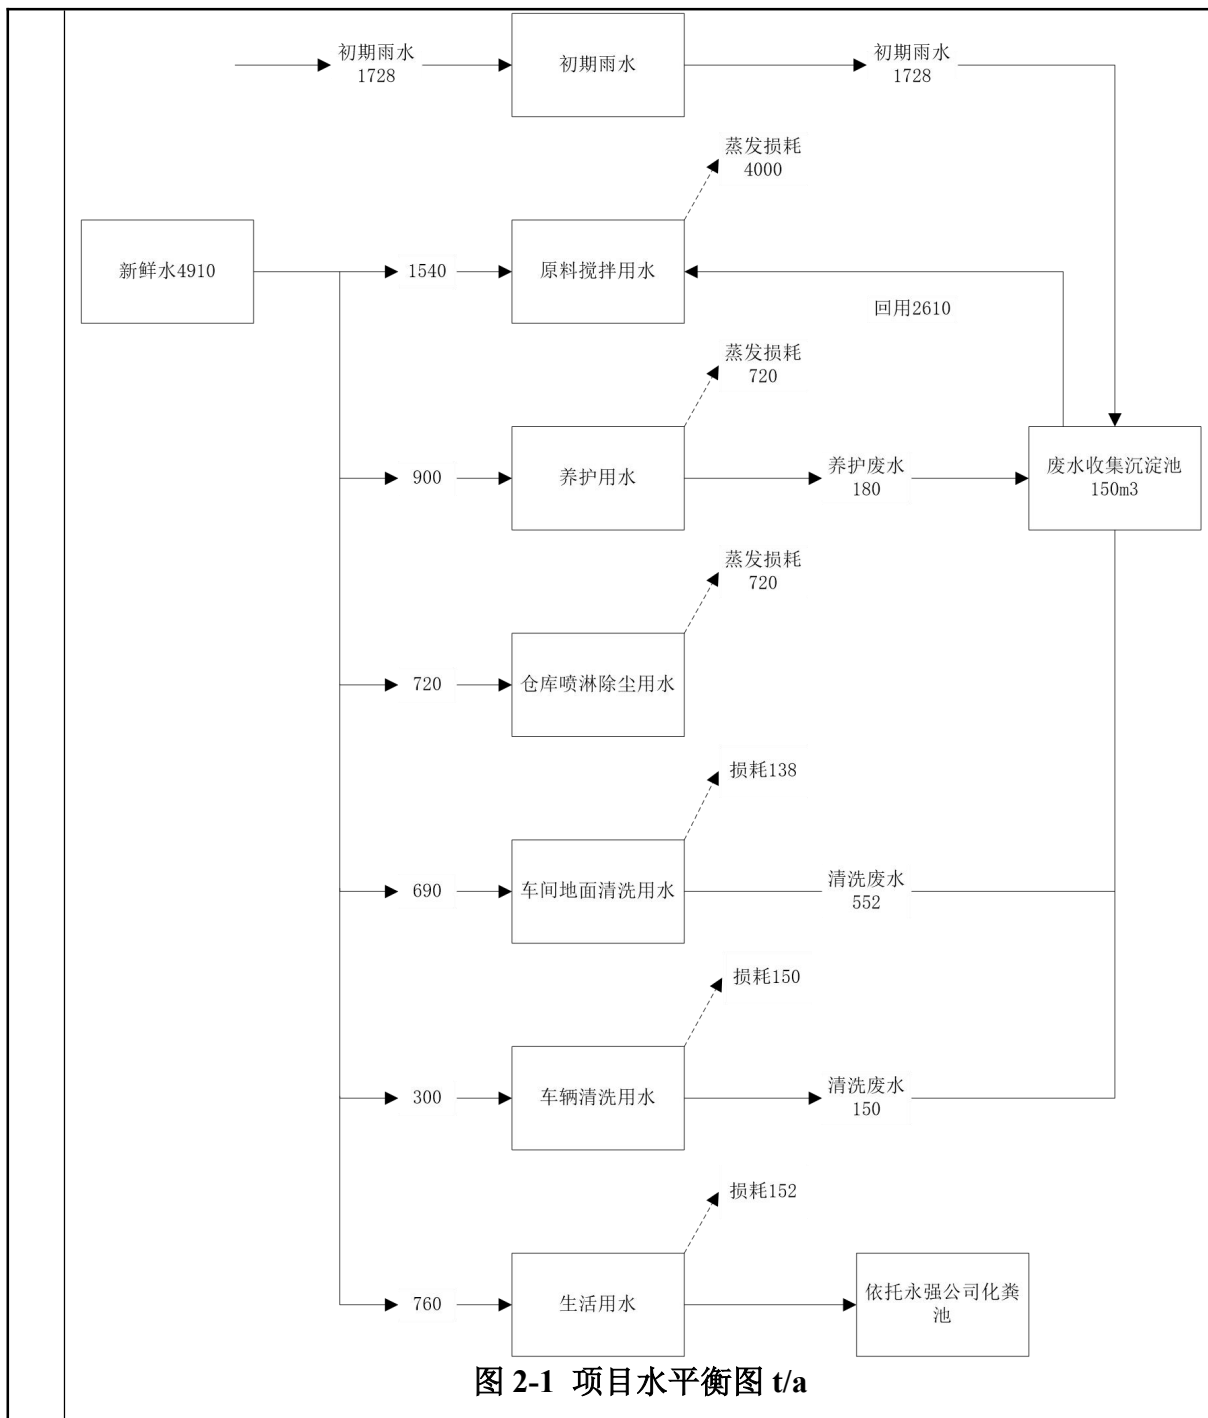 初期雨水
1728
初期雨水
初期雨水
1728
蒸发损耗
4000
新鲜水4910
1540
原料搅拌用水
回用2610
蒸发损耗
720
900
养护用水
养护废水
180
废水收集沉淀池
150m3
蒸发损耗
720
720
仓库喷淋除尘用水
损耗138
690
车间地面清洗用水
清洗废水
552
损耗150
300
车辆清洗用水
清洗废水
150
损耗152
760
生活用水
依托永强公司化粪
池
图 2-1 项目水平衡图 t/a